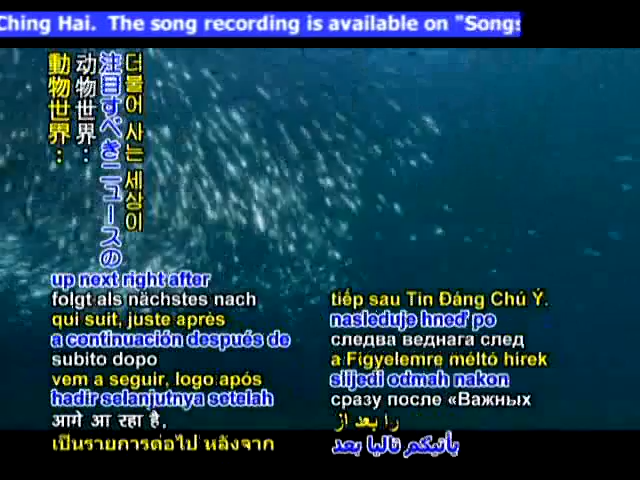 Ching Hai. The song recording is available on "Songs
動物世界：
动物世界：
注目すべきニュースの
더불어 사는 세상이
up next right after
folgt als nächstes nach
qui suit, juste après
a continuación después de
subito dopo
vem a seguir, logo após
hadir selanjutnya setelah
आगे आ रहा है,
เป็นรายการต่อไป หลังจาก
tiếp sau Tin Đáng Chú Ý.
nasleduje hneď po
следва веднага след
a Figyelemre méltó hírek
slijedi odmah nakon
сразу после «Важных
را بعد از
يأتيكم تاليا بعد